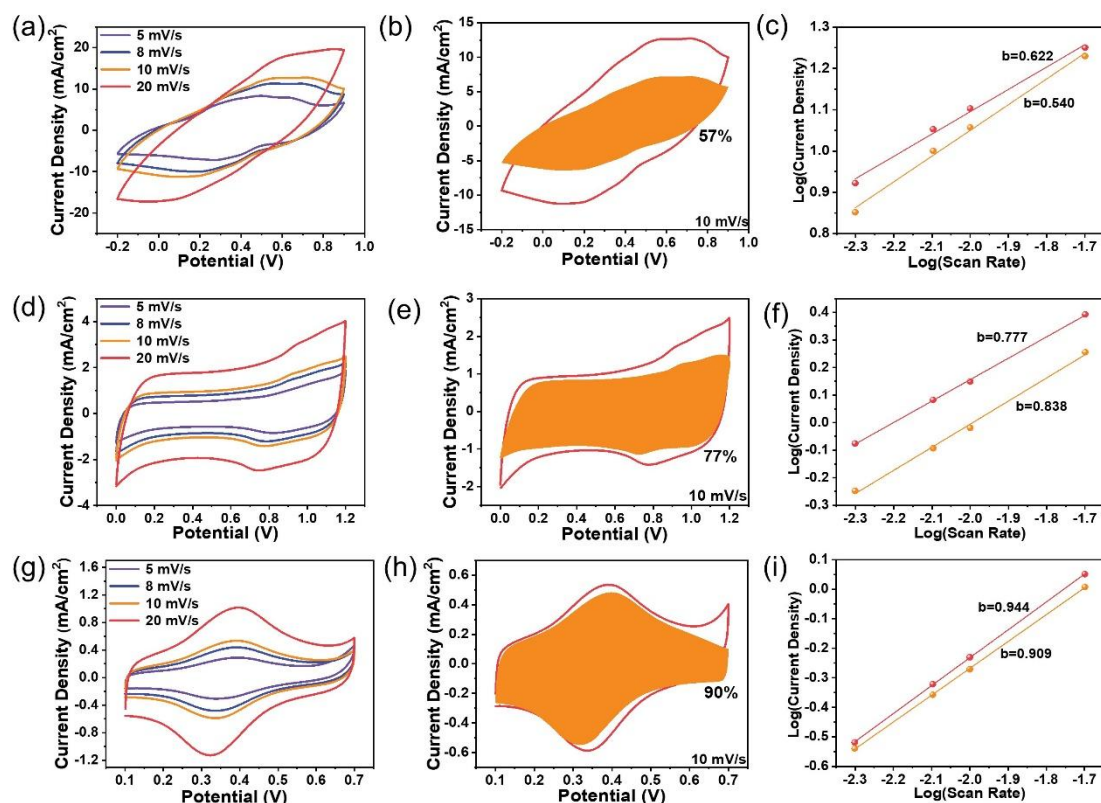 (a)
5 mV/s
8 mV/s
10 mV/s
20 mV/s
Current Density (mA/cm²)
20
10
0
-10
-20
-0.2 0.0 0.2 0.4 0.6 0.8 1.0
Potential (V)
(b)
Current Density (mA/cm²)
15
10
5
0
-5
-10
-15
57%
10 mV/s
-0.2 0.0 0.2 0.4 0.6 0.8 1.0
Potential (V)
(c)
Log(Current Density)
1.3
1.2
1.1
1.0
0.9
0.8
b=0.622
b=0.540
-2.3 -2.2 -2.1 -2.0 -1.9 -1.8 -1.7
Log(Scan Rate)
(d)
5 mV/s
8 mV/s
10 mV/s
20 mV/s
Current Density (mA/cm²)
4
2
0
-2
-4
0.0 0.2 0.4 0.6 0.8 1.0 1.2
Potential (V)
(e)
Current Density (mA/cm²)
3
2
1
0
-1
-2
77%
10 mV/s
0.0 0.2 0.4 0.6 0.8 1.0 1.2
Potential (V)
(f)
Log(Current Density)
0.4
0.3
0.2
0.1
0.0
-0.1
-0.2
-0.3
b=0.777
b=0.838
-2.3 -2.2 -2.1 -2.0 -1.9 -1.8 -1.7
Log(Scan Rate)
(g)
5 mV/s
8 mV/s
10 mV/s
20 mV/s
Current Density (mA/cm²)
1.6
1.2
0.8
0.4
0.0
-0.4
-0.8
-1.2
0.1 0.2 0.3 0.4 0.5 0.6 0.7
Potential (V)
(h)
Current Density (mA/cm²)
0.6
0.4
0.2
0.0
-0.2
-0.4
-0.6
90%
10 mV/s
0.1 0.2 0.3 0.4 0.5 0.6 0.7
Potential (V)
(i)
Log(Current Density)
0.1
0.0
-0.1
-0.2
-0.3
-0.4
-0.5
-0.6
b=0.944
b=0.909
-2.3 -2.2 -2.1 -2.0 -1.9 -1.8 -1.7
Log(Scan Rate)